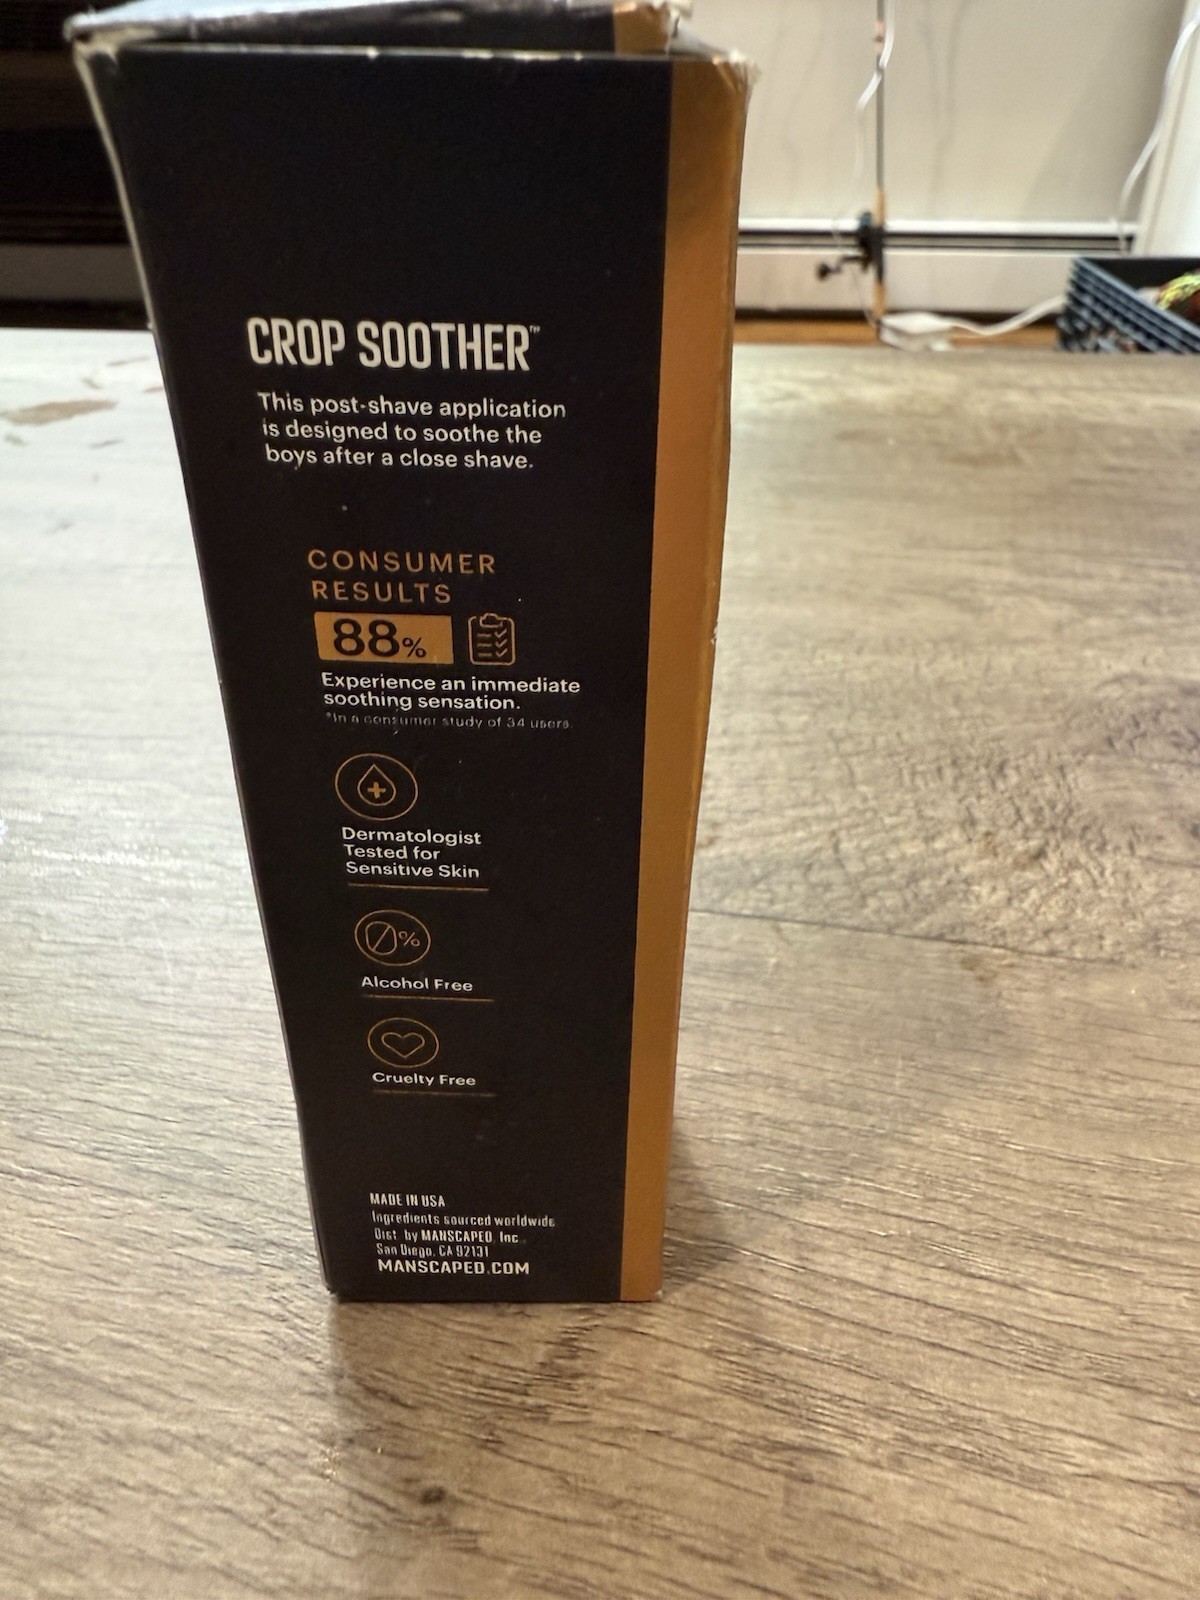 CROP SOOTHER™
This post-shave application
is designed to soothe the
boys after a close shave.
CONSUMER
RESULTS
88%
Experience an immediate
soothing sensation.
*In a consumer study of 34 users.
Dermatologist
Tested for
Sensitive Skin
0%
Alcohol Free
Cruelty Free
MADE IN USA
Ingredients sourced worldwide
Dist. by MANSCAPED, Inc.
San Diego, CA 92131
MANSCAPED.COM